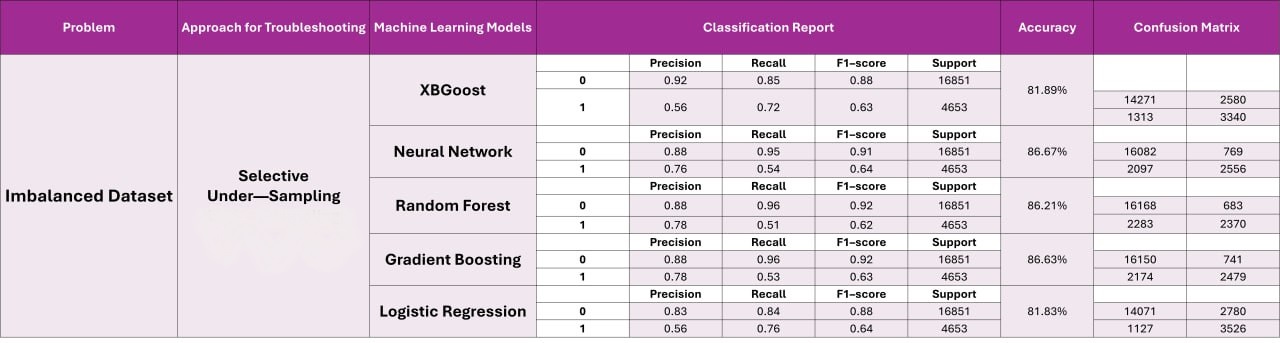 Problem Approach for Troubleshooting Machine Learning Models Classification Report Accuracy Confusion Matrix
Imbalanced Dataset
Selective
Under—Sampling
XBGoost
Precision Recall F1–score Support
0 0.92 0.85 0.88 16851
1 0.56 0.72 0.63 4653
81.89%
14271 2580
1313 3340
Neural Network
Precision Recall F1–score Support
0 0.88 0.95 0.91 16851
1 0.76 0.54 0.64 4653
86.67%
16082 769
2097 2556
Random Forest
Precision Recall F1–score Support
0 0.88 0.96 0.92 16851
1 0.78 0.51 0.62 4653
86.21%
16168 683
2283 2370
Gradient Boosting
Precision Recall F1–score Support
0 0.88 0.96 0.92 16851
1 0.78 0.53 0.63 4653
86.63%
16150 741
2174 2479
Logistic Regression
Precision Recall F1–score Support
0 0.83 0.84 0.88 16851
1 0.56 0.76 0.64 4653
81.83%
14071 2780
1127 3526